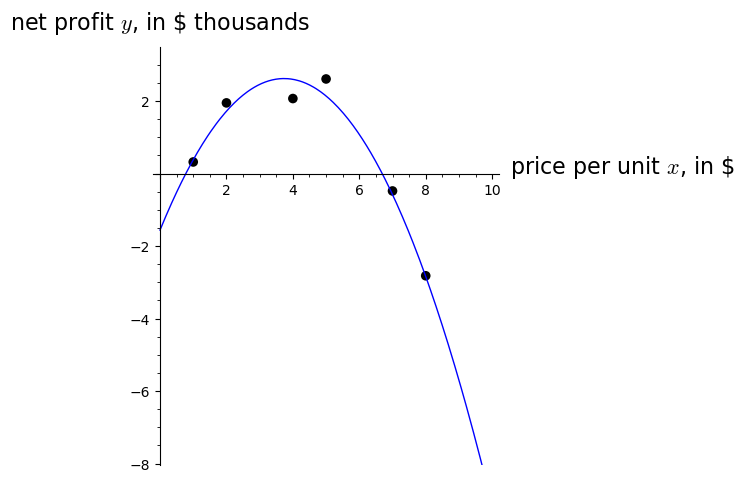 net profit y, in $ thousands
2
price per unit x, in $
2 4 6 8 10
−2
−4
−6
−8